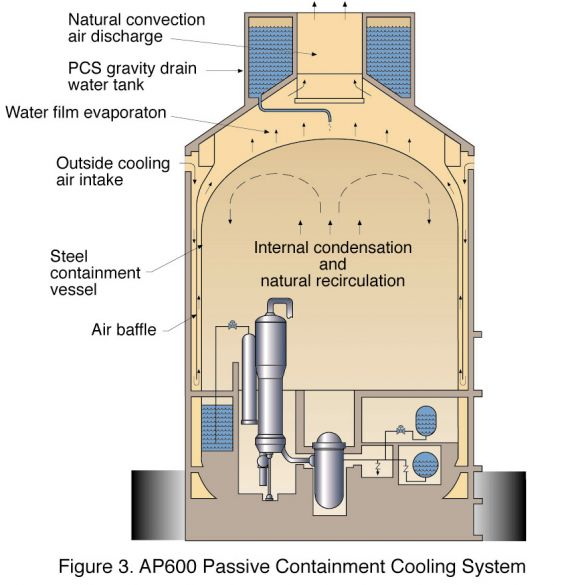 Natural convection
air discharge
PCS gravity drain
water tank
Water film evaporaton
Outside cooling
air intake
Steel
containment
vessel
Air baffle
Internal condensation
and
natural recirculation
Figure 3. AP600 Passive Containment Cooling System